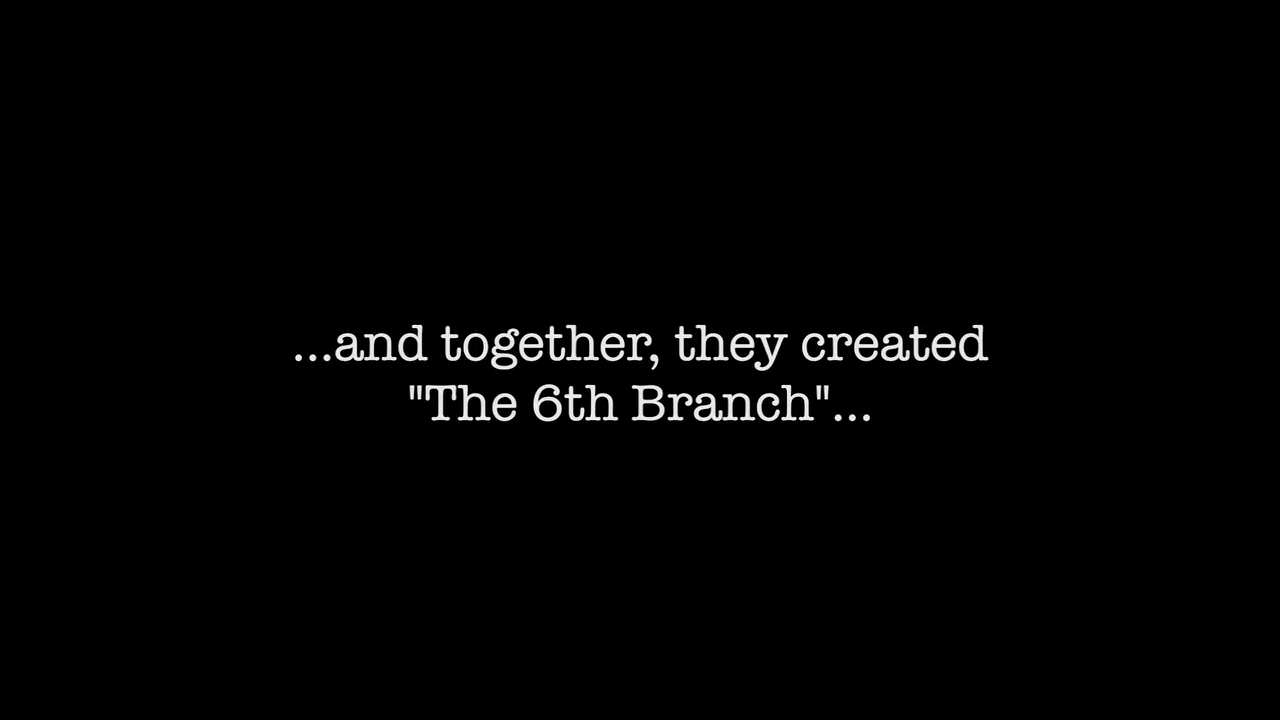 ...and together, they created
"The 6th Branch"...